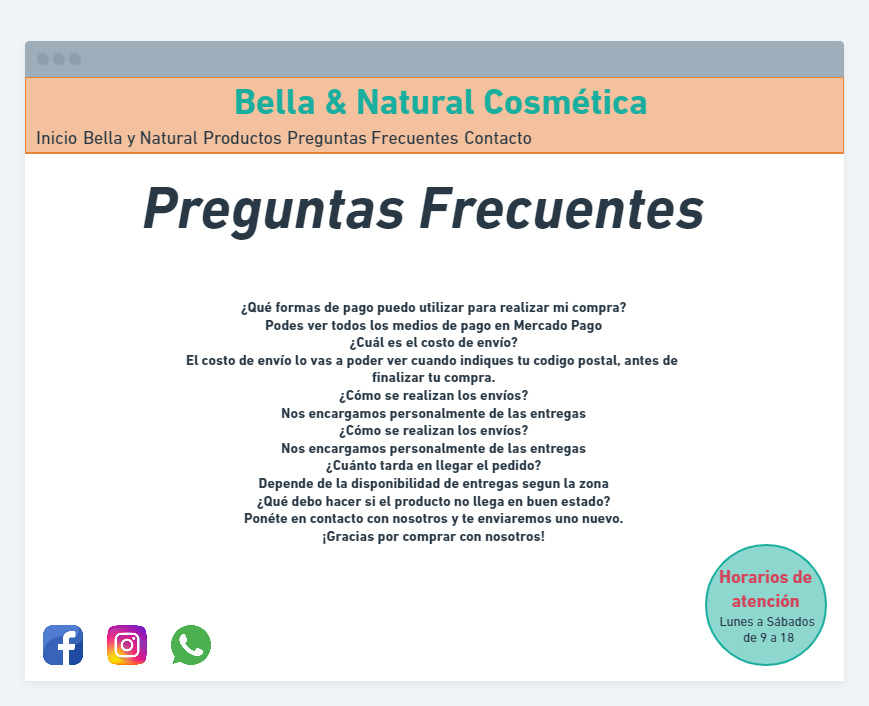 Bella & Natural Cosmética
Inicio Bella y Natural Productos Preguntas Frecuentes Contacto
Preguntas Frecuentes
¿Qué formas de pago puedo utilizar para realizar mi compra?
Podes ver todos los medios de pago en Mercado Pago
¿Cuál es el costo de envío?
El costo de envío lo vas a poder ver cuando indiques tu codigo postal, antes de
finalizar tu compra.
¿Cómo se realizan los envíos?
Nos encargamos personalmente de las entregas
¿Cómo se realizan los envíos?
Nos encargamos personalmente de las entregas
¿Cuánto tarda en llegar el pedido?
Depende de la disponibilidad de entregas segun la zona
¿Qué debo hacer si el producto no llega en buen estado?
Ponéte en contacto con nosotros y te enviaremos uno nuevo.
¡Gracias por comprar con nosotros!
Horarios de
atención
Lunes a Sábados
de 9 a 18